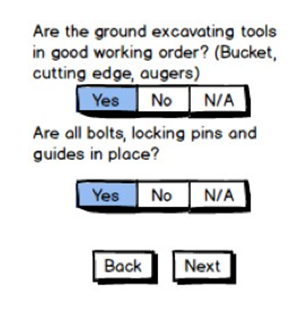 Are the ground excavating tools
in good working order? (Bucket,
cutting edge, augers)
Yes No N/A
Are all bolts, locking pins and
guides in place?
Yes No N/A
Back Next